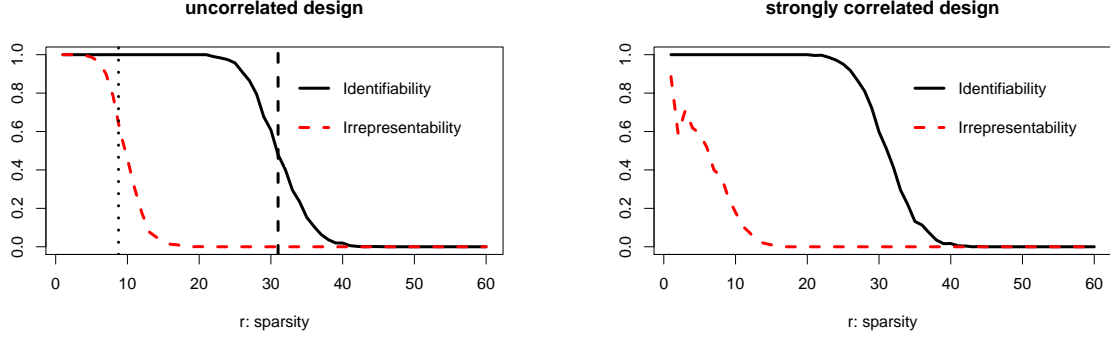 uncorrelated design
1.0
0.8
0.6
0.4
0.2
0.0
Identifiability
Irrepresentability
0 10 20 30 40 50 60
r: sparsity
strongly correlated design
1.0
0.8
0.6
0.4
0.2
0.0
Identifiability
Irrepresentability
0 10 20 30 40 50 60
r: sparsity